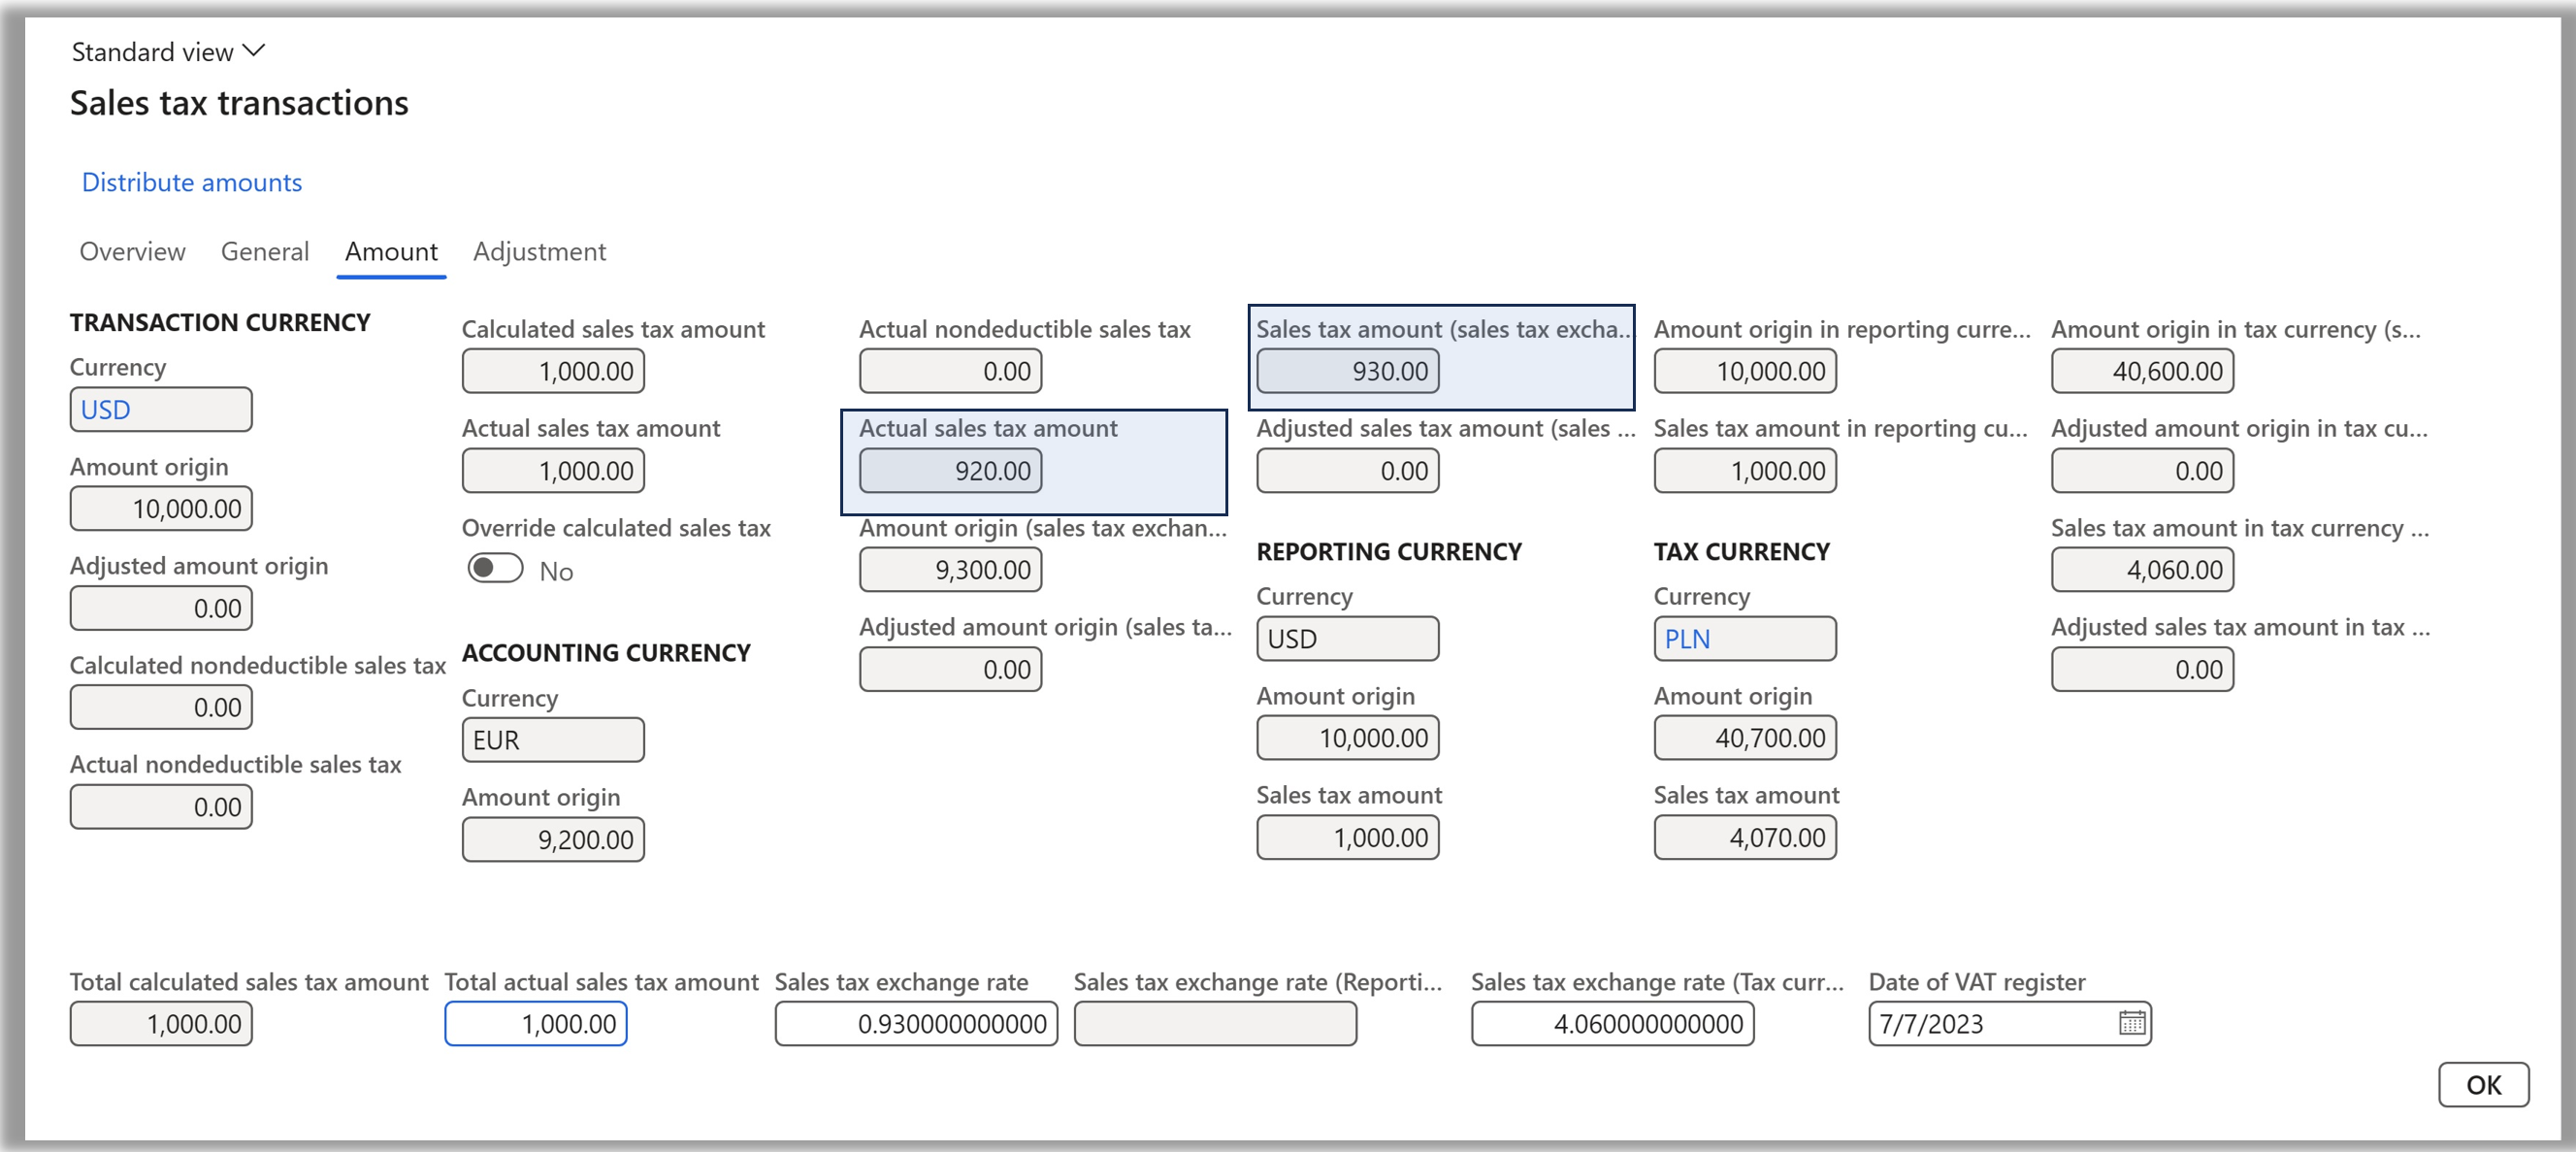 Standard view
Sales tax transactions
Distribute amounts
Overview General Amount Adjustment
TRANSACTION CURRENCY
Currency
USD
Amount origin
10,000.00
Adjusted amount origin
0.00
Calculated nondeductible sales tax
0.00
Actual nondeductible sales tax
0.00
Calculated sales tax amount
1,000.00
Actual sales tax amount
1,000.00
Override calculated sales tax
No
ACCOUNTING CURRENCY
Currency
EUR
Amount origin
9,200.00
Actual nondeductible sales tax
0.00
Actual sales tax amount
920.00
Amount origin (sales tax exchan...
9,300.00
Adjusted amount origin (sales ta...
0.00
Sales tax amount (sales tax excha...
930.00
Adjusted sales tax amount (sales ...
0.00
REPORTING CURRENCY
Currency
USD
Amount origin
10,000.00
Sales tax amount
1,000.00
Amount origin in reporting curre...
10,000.00
Sales tax amount in reporting cu...
1,000.00
TAX CURRENCY
Currency
PLN
Amount origin
40,700.00
Sales tax amount
4,070.00
Amount origin in tax currency (s...
40,600.00
Adjusted amount origin in tax cu...
0.00
Sales tax amount in tax currency ...
4,060.00
Adjusted sales tax amount in tax ...
0.00
Total calculated sales tax amount
1,000.00
Total actual sales tax amount
1,000.00
Sales tax exchange rate
0.930000000000
Sales tax exchange rate (Reporti...
Sales tax exchange rate (Tax curr...
4.060000000000
Date of VAT register
7/7/2023
OK